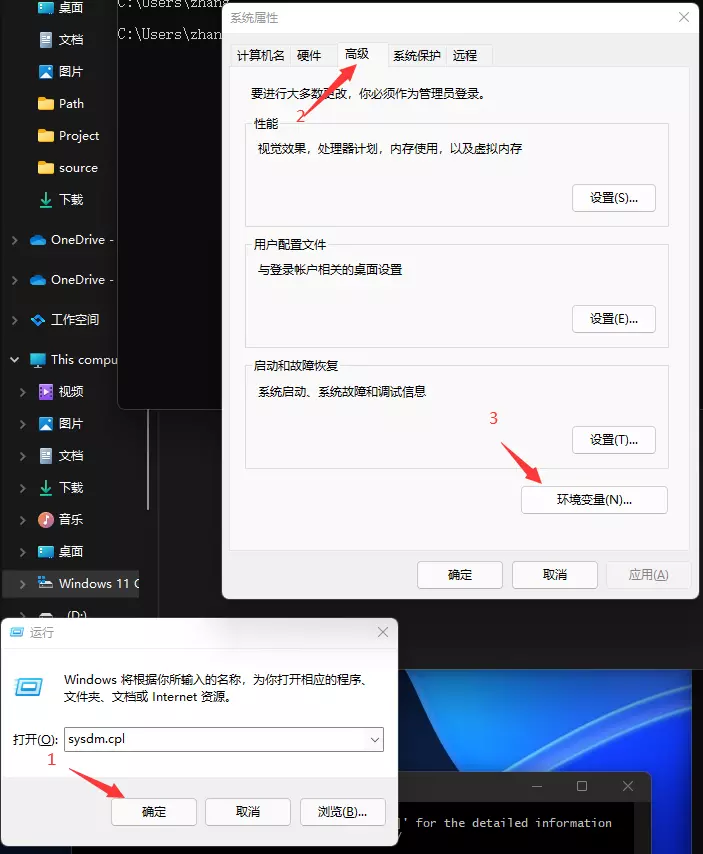 桌面
文档
图片
Path
Project
source
下载
OneDrive -
OneDrive -
工作空间
This compu
视频
图片
文档
下载
音乐
桌面
Windows 11 C
(D:)
C:\Users\zhang
C:\Users\zhan
系统属性
计算机名 硬件 高级 系统保护 远程
要进行大多数更改，你必须作为管理员登录。
2
性能
视觉效果，处理器计划，内存使用，以及虚拟内存
设置(S)...
用户配置文件
与登录帐户相关的桌面设置
设置(E)...
启动和故障恢复
系统启动、系统故障和调试信息
设置(T)...
3
环境变量(N)...
确定 取消 应用(A)
运行
Windows 将根据你所输入的名称，为你打开相应的程序、
文件夹、文档或 Internet 资源。
打开(O): sysdm.cpl
1
确定 取消 浏览(B)...
' for the detailed information